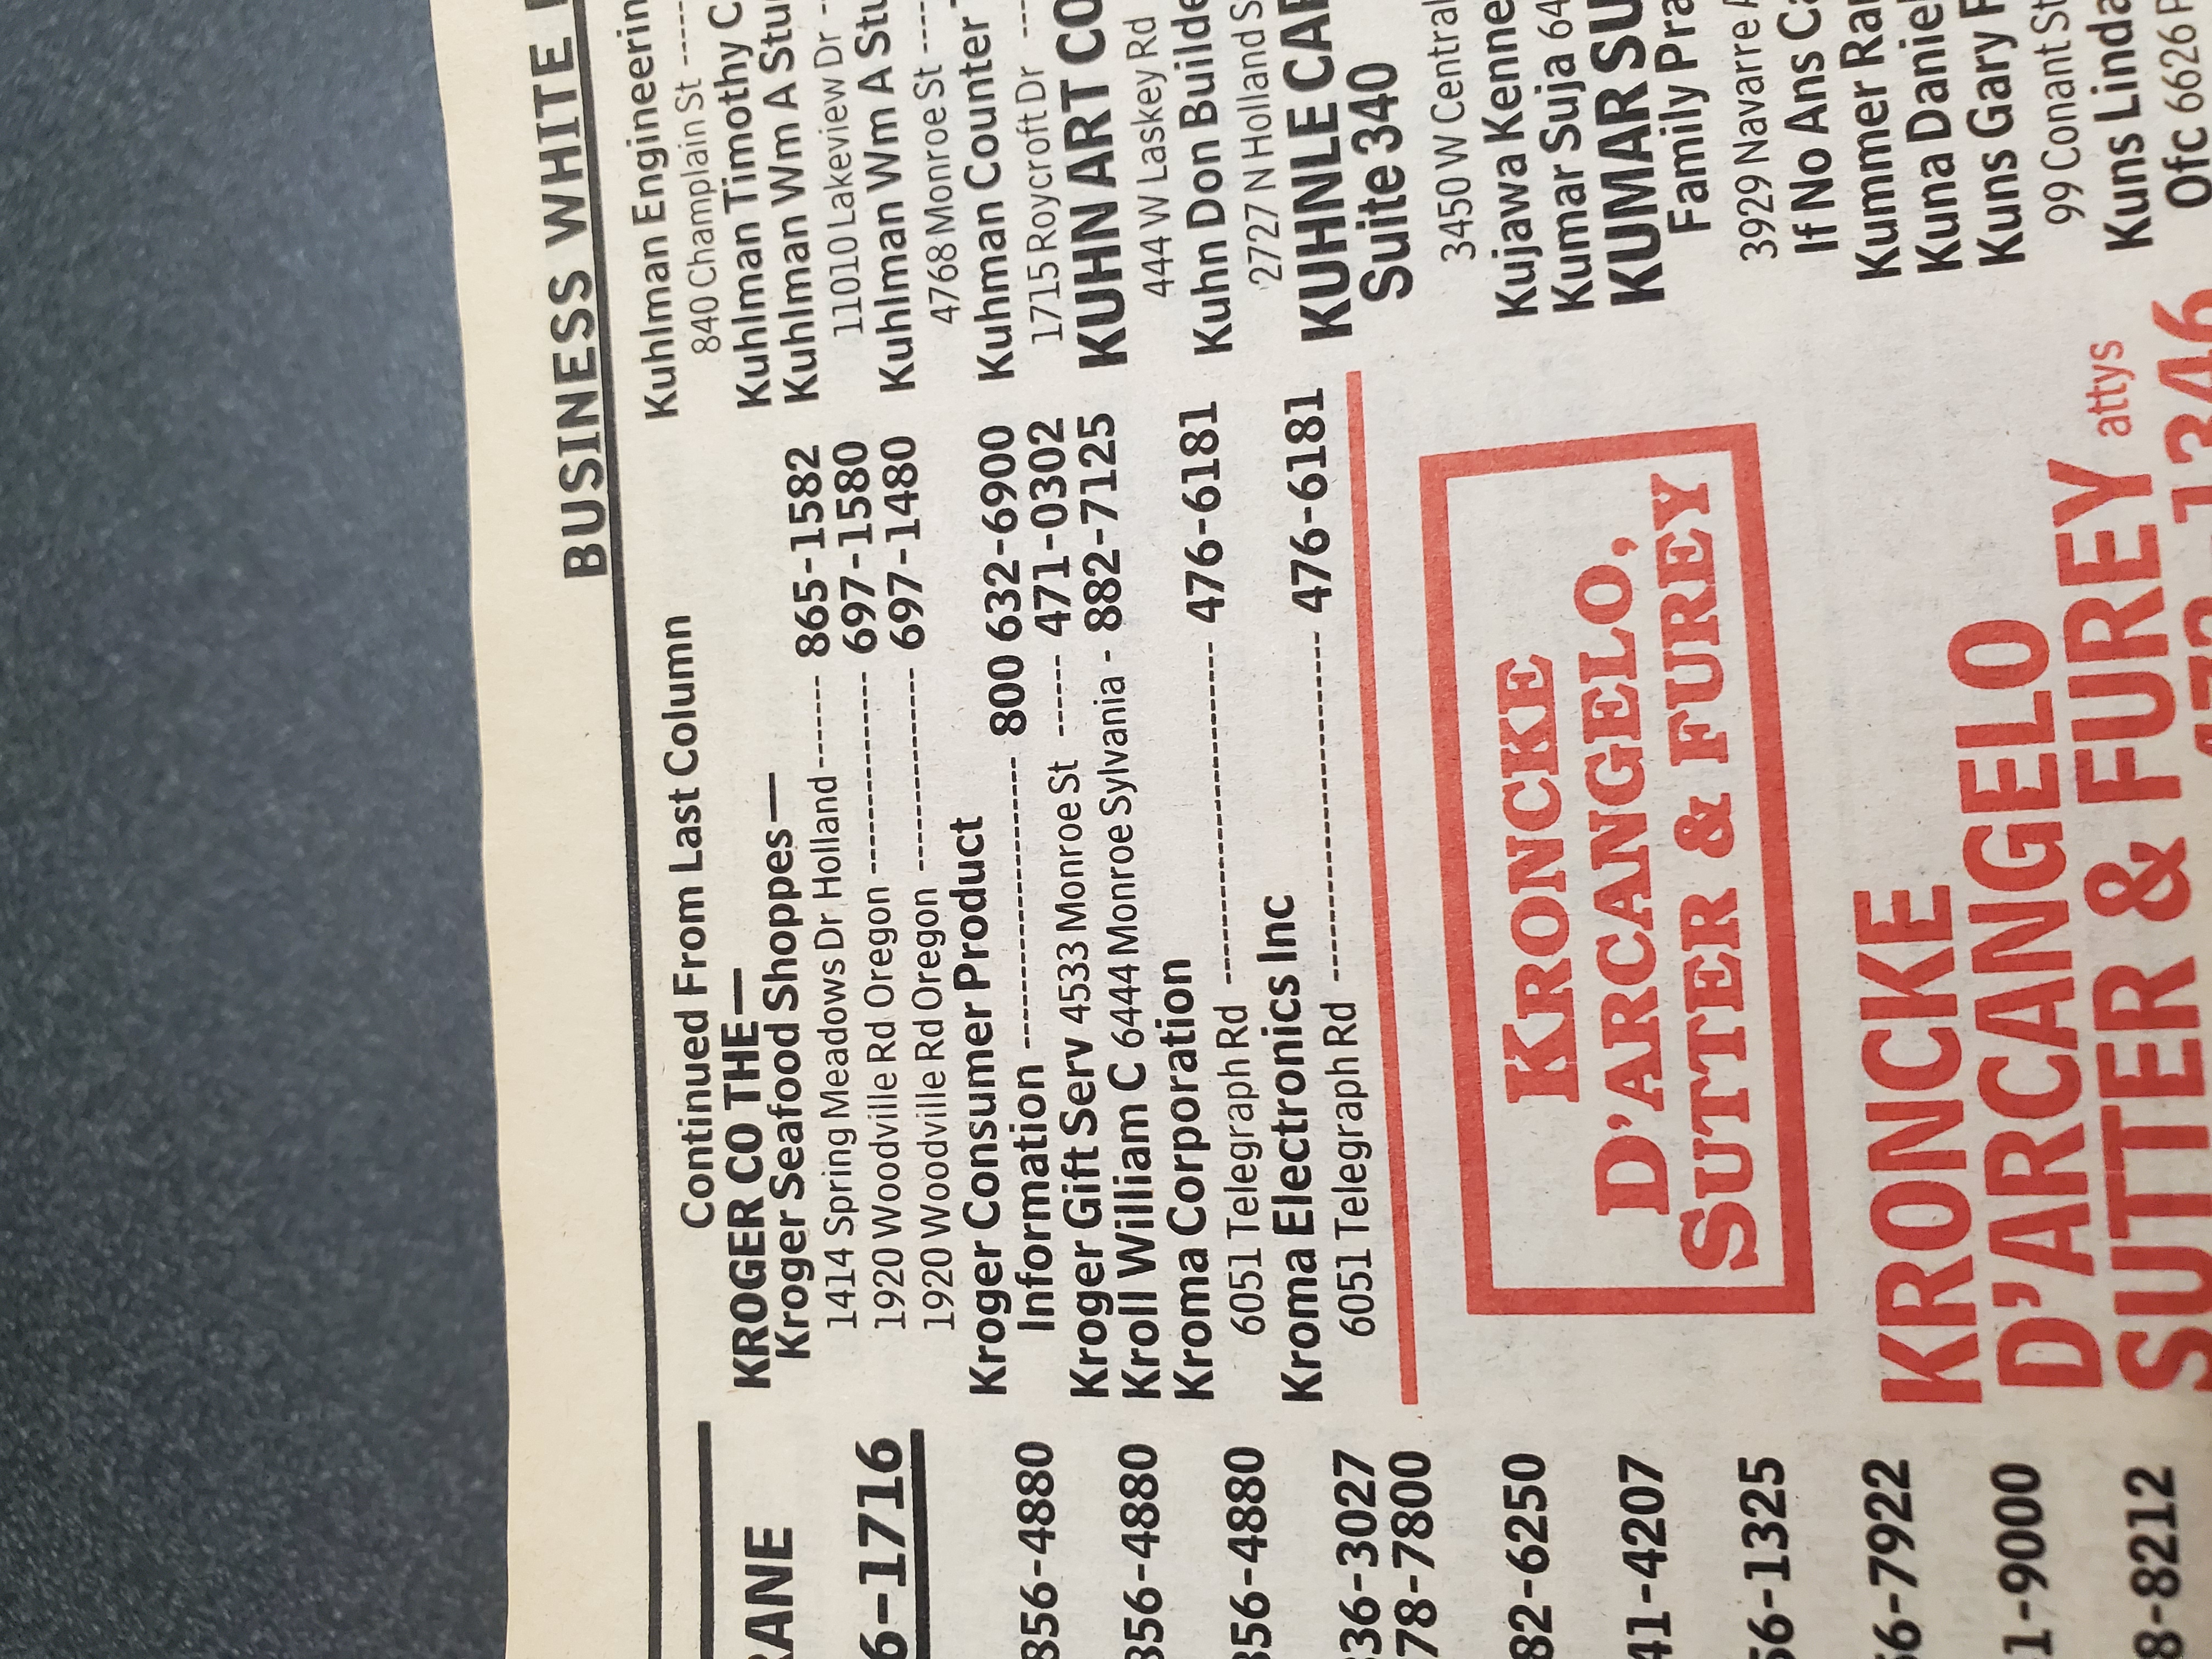 BUSINESS WHITE
RANE
6-1716
856-4880
856-4880
856-4880
36-3027
78-7800
82-6250
41-4207
56-1325
56-7922
1-9000
8-8212
Continued From Last Column
KROGER CO THE—
Kroger Seafood Shoppes—
1414 Spring Meadows Dr Holland ------- 865-1582
1920 Woodville Rd Oregon --------------- 697-1580
1920 Woodville Rd Oregon --------------- 697-1480
Kroger Consumer Product
Information ---------------------- 800 632-6900
Kroger Gift Serv 4533 Monroe St ------ 471-0302
Kroll William C 6444 Monroe Sylvania - 882-7125
Kroma Corporation
6051 Telegraph Rd -------------------------- 476-6181
Kroma Electronics Inc
6051 Telegraph Rd -------------------------- 476-6181
KRONCKE
D'ARCANGELO,
SUTTER & FUREY
KRONCKE
D'ARCANGELO
SUTTER & FUREY attys
-1346
Kuhlman Engineerin
840 Champlain St -----
Kuhlman Timothy C
Kuhlman Wm A Stu
11010 Lakeview Dr --
Kuhlman Wm A Stu
4768 Monroe St -----
Kuhman Counter
1715 Roycroft Dr ---
KUHN ART CO
444 W Laskey Rd
Kuhn Don Builde
2727 N Holland S
KUHNLE CAR
Suite 340
3450 W Central
Kujawa Kenne
Kumar Suja 64
KUMAR SU
Family Pra
3929 Navarre A
If No Ans Ca
Kummer Ra
Kuna Daniel
Kuns Gary
99 Conant St
Kuns Linda
Ofc 6626